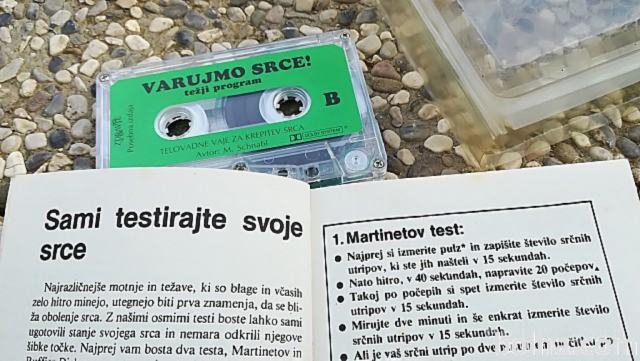 VARUJMO SRCE!
težji program
B
ZDRAVJE
Posebna izdaja
TELOVADNE VAJE ZA KREPITEV SRCA
Avtor: M. Schnabl
Sami testirajte svoje
srce
Najrazličnejše motnje in težave, ki so blage in včasih
zelo hitro minejo, utegnejo biti prva znamenja, da se bli-
ža obolenje srca. Z našimi osmimi testi boste lahko sami
ugotovili stanje svojega srca in nemara odkrili njegove
šibke točke. Najprej vam bosta dva testa, Martinetov in
1. Martinetov test:
● Najprej si izmerite pulz* in zapišite število srčnih
utripov, ki ste jih našteli v 15 sekundah.
● Nato hitro, v 40 sekundah, napravite 20 počepov.
● Takoj po počepih si spet izmerite število srčnih
utripov v 15 sekundah.
● Mirujte dve minuti in še enkrat izmerite število
srčnih utripov v 15 sekundah.
● Ali je vaš srčni utrip po dveh